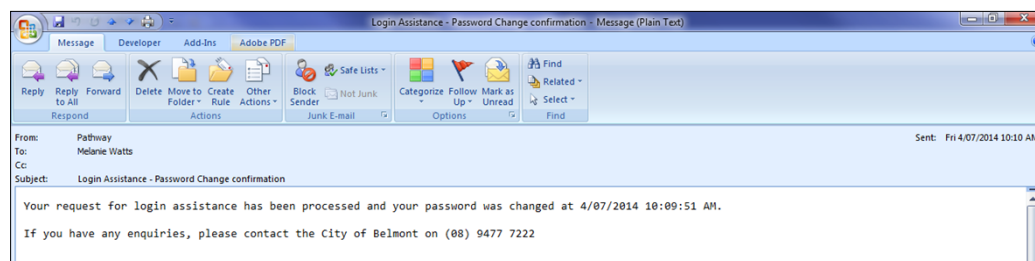 Login Assistance - Password Change confirmation - Message (Plain Text)
Message Developer Add-Ins Adobe PDF
Reply Reply to All Forward Delete Move to Folder Create Rule Other Actions Block Sender Safe Lists Not Junk Categorize Follow Up Mark as Unread Find Related Select
Respond Actions Junk E-mail Options Find
From: Pathway Sent: Fri 4/07/2014 10:10 AM
To: Melanie Watts
Cc:
Subject: Login Assistance - Password Change confirmation
Your request for login assistance has been processed and your password was changed at 4/07/2014 10:09:51 AM.
If you have any enquiries, please contact the City of Belmont on (08) 9477 7222